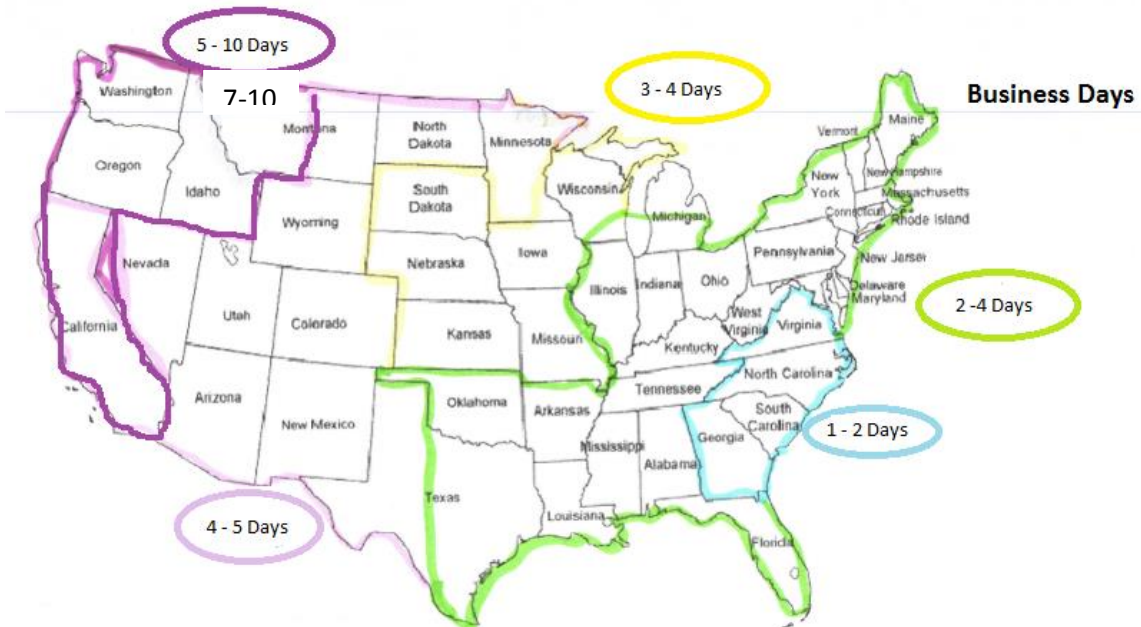 5 - 10 Days
7-10
3 - 4 Days
Business Days
Washington
Montana
North
Dakota
Minnesota
Vermont
Maine
Oregon
Idaho
South
Dakota
Wisconsin
Michigan
New
York
New Hampshire
Massachusetts
Connecticut
Rhode Island
Wyoming
Nevada
Nebraska
Iowa
Illinois
Indiana
Ohio
Pennsylvania
New Jerser
Delaware
Maryland
2 -4 Days
California
Utah
Colorado
Kansas
Missouri
West
Virginia
Virginia
Kentucky
North Carolina
Tennessee
Arizona
New Mexico
Oklahoma
Arkansas
South
Carolina
1 - 2 Days
Georgia
Mississippi
Alabama
Texas
Louisiana
4 - 5 Days
Florida